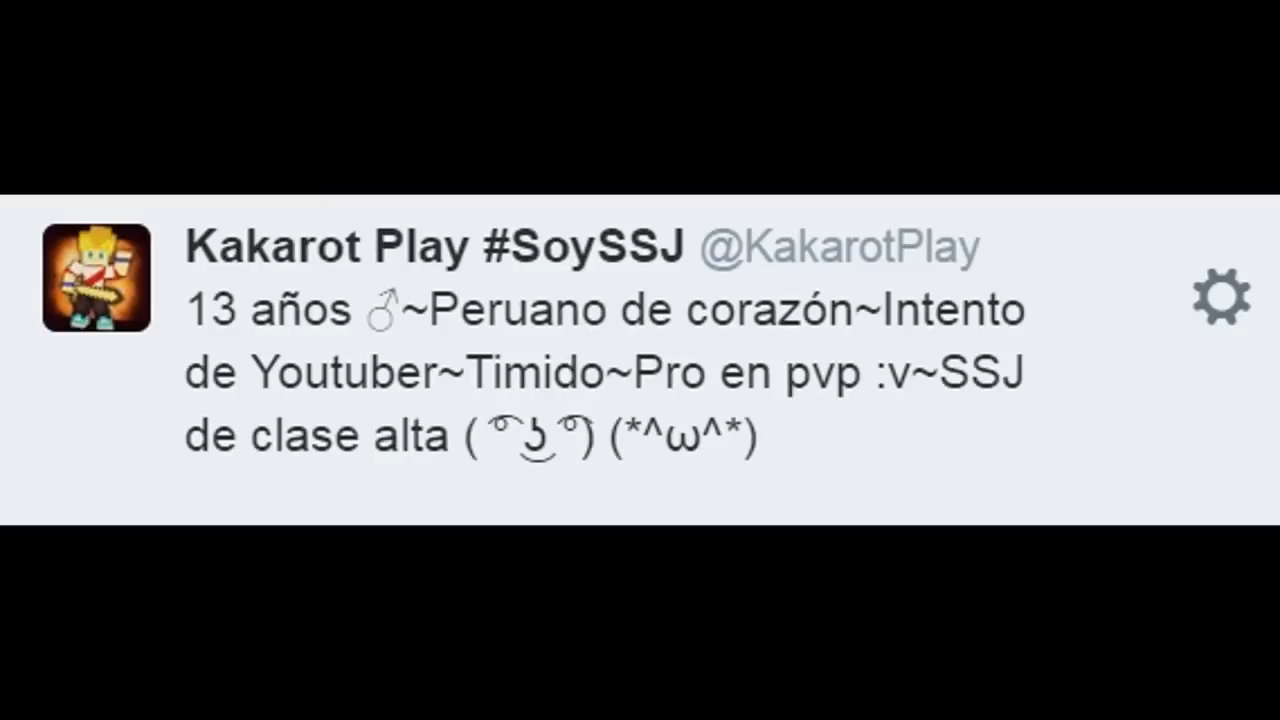 Kakarot Play #SoySSJ @KakarotPlay
13 años ♂~Peruano de corazón~Intento
de Youtuber~Timido~Pro en pvp :v~SSJ
de clase alta ( ͡° ͜ʖ ͡°) (*^ω^*)